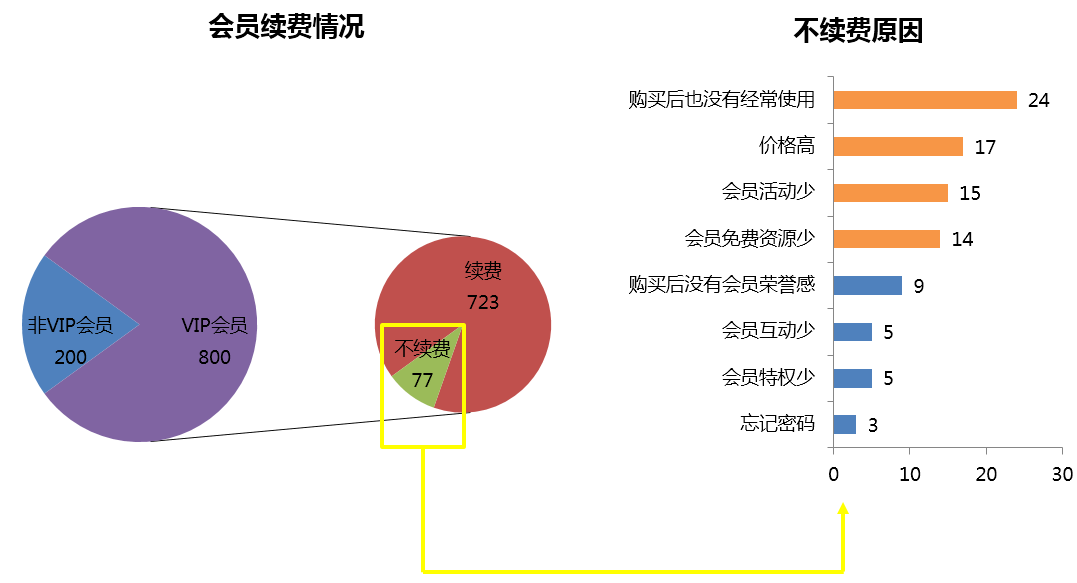 会员续费情况
不续费原因
非VIP会员
200
VIP会员
800
续费
723
不续费
77
购买后也没有经常使用
24
价格高
17
会员活动少
15
会员免费资源少
14
购买后没有会员荣誉感
9
会员互动少
5
会员特权少
5
忘记密码
3
0 10 20 30